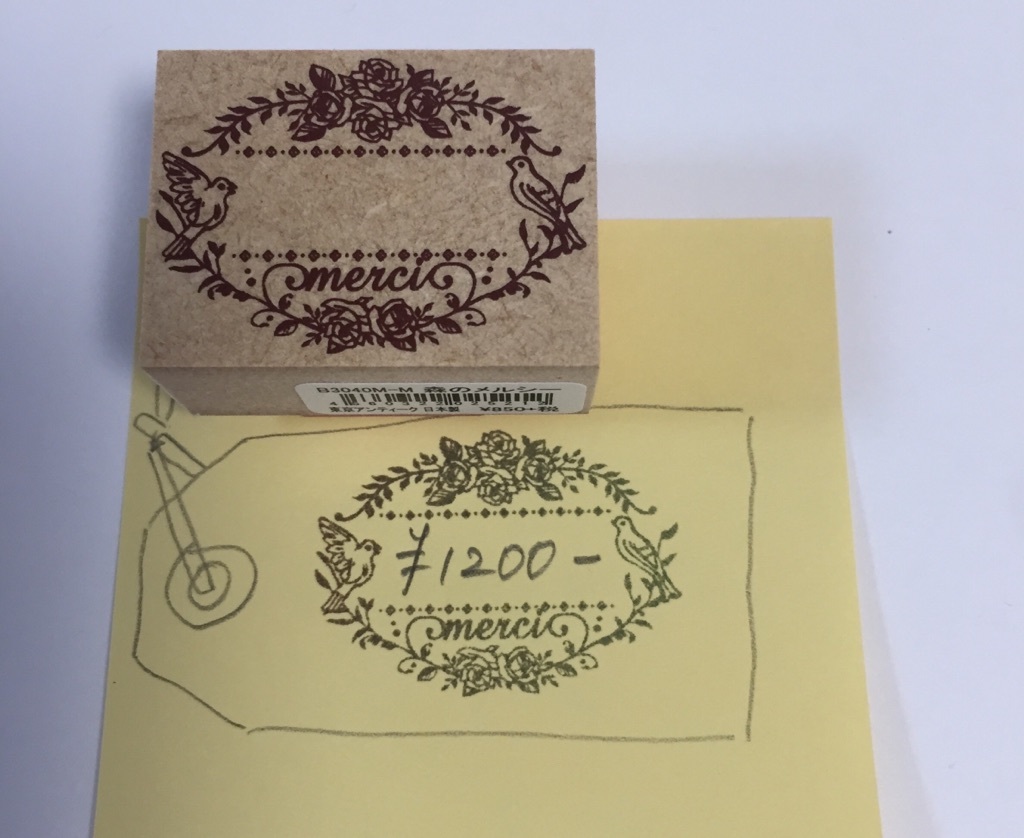 merci
B3040M-M 森のメルシー
東京アンティーク 日本製 ¥850+税
¥1200-
merci